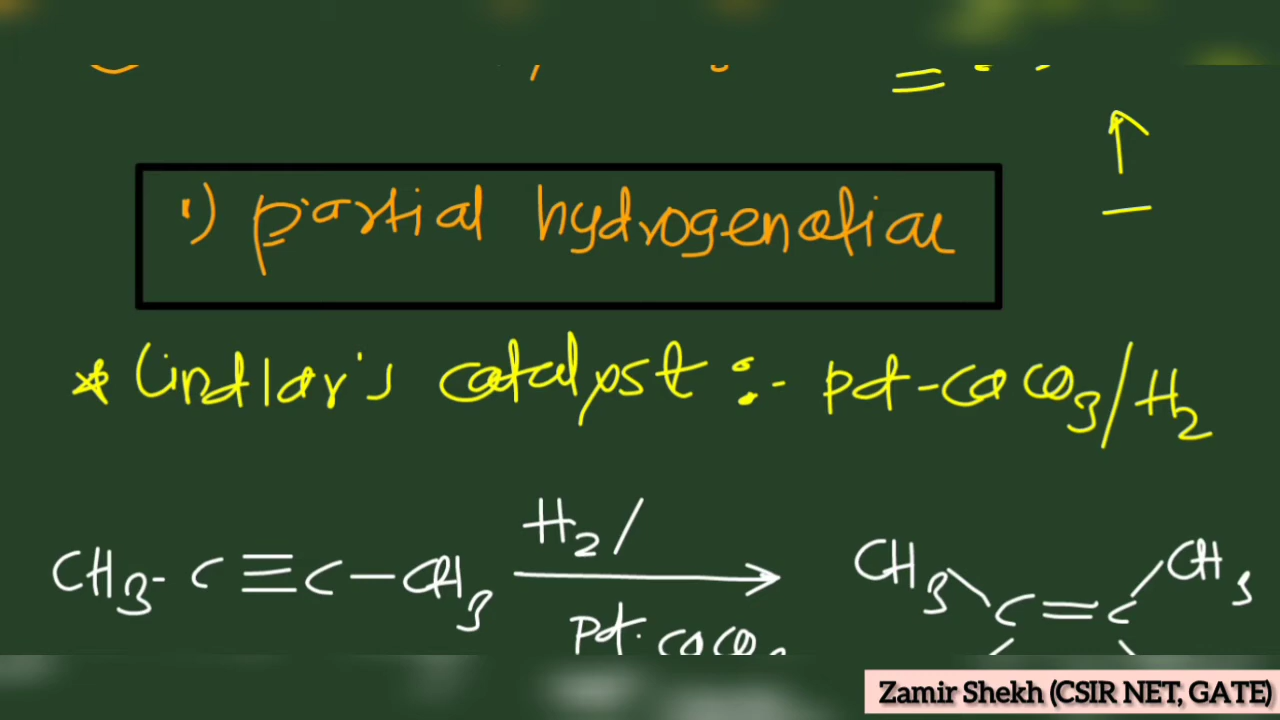 1) partial hydrogenation
* Lindlar's catalyst :- pd-CaCO3/H2
H2/
CH3-C≡C-CH3
pd.CaCO3
CH3 CH3
C=C
Zamir Shekh (CSIR NET, GATE)